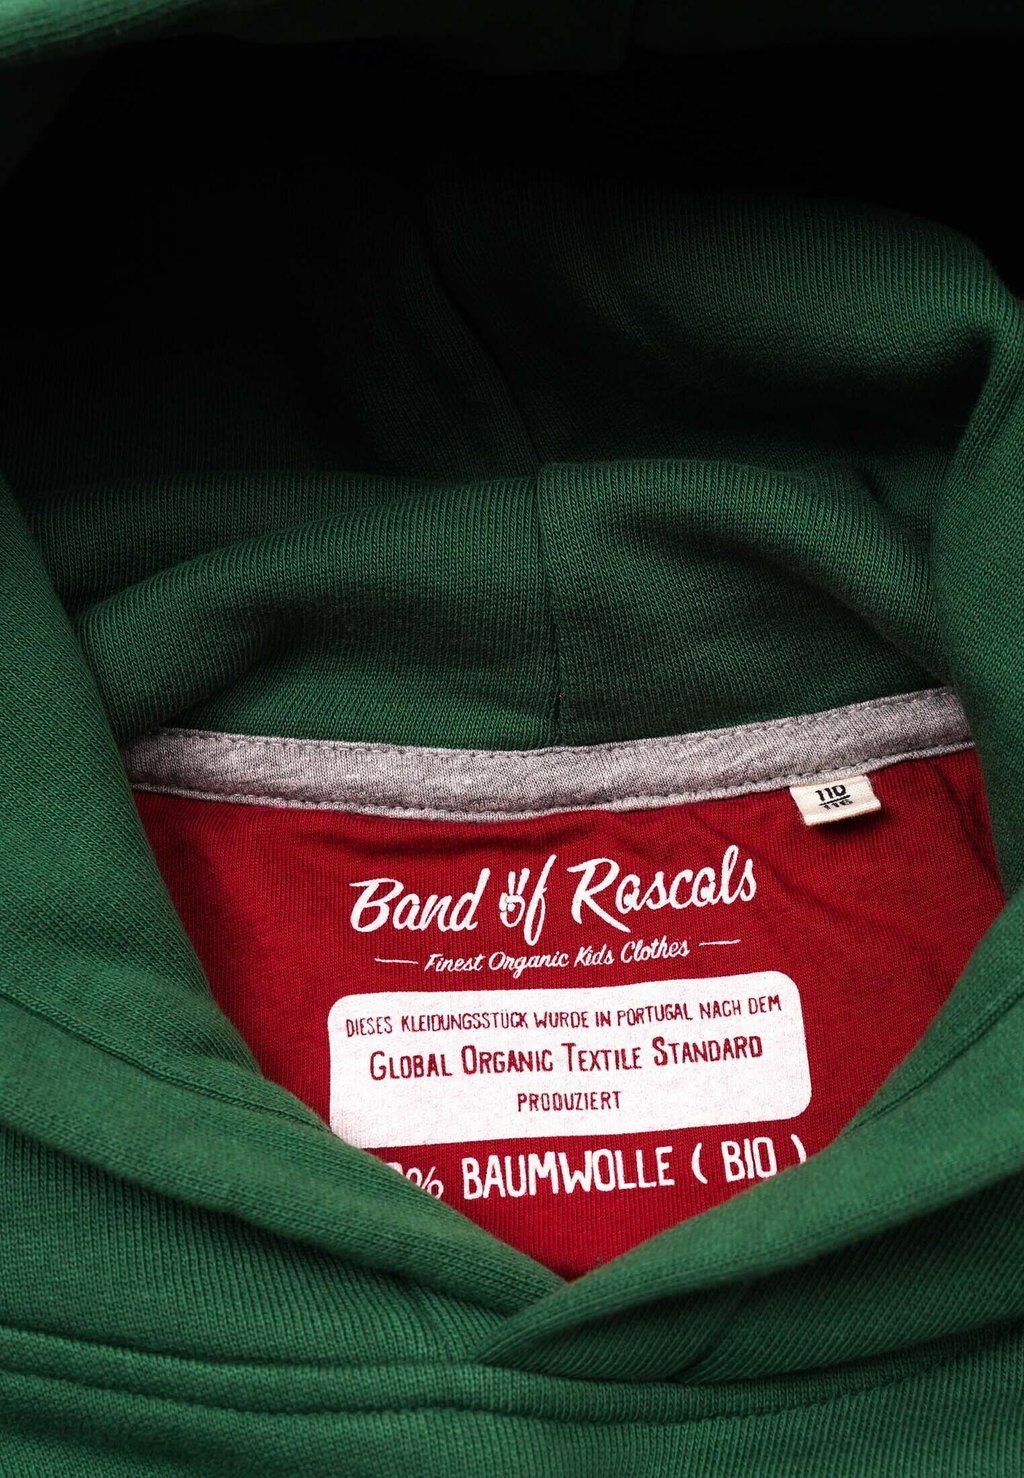 110
116
Band of Rascals
Finest Organic Kids Clothes
DIESES KLEIDUNGSSTÜCK WURDE IN PORTUGAL NACH DEM
GLOBAL ORGANIC TEXTILE STANDARD
PRODUZIERT
% BAUMWOLLE ( BIO )